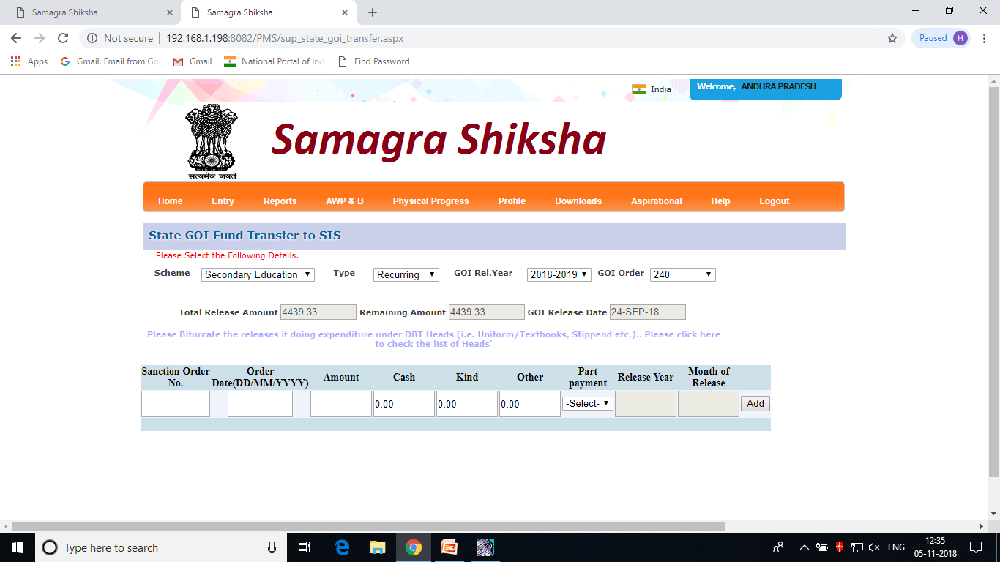 Samagra Shiksha
Samagra Shiksha
Not secure | 192.168.1.198:8082/PMS/sup_state_goi_transfer.aspx
Paused H
Apps Gmail: Email from Go Gmail National Portal of Ind Find Password
India
Welcome, ANDHRA PRADESH
Samagra Shiksha
सत्यमेव जयते
Home Entry Reports AWP & B Physical Progress Profile Downloads Aspirational Help Logout
State GOI Fund Transfer to SIS
Please Select the Following Details.
Scheme Secondary Education Type Recurring GOI Rel.Year 2018-2019 GOI Order 240
Total Release Amount 4439.33 Remaining Amount 4439.33 GOI Release Date 24-SEP-18
Please Bifurcate the releases if doing expenditure under DBT Heads (i.e. Uniform/Textbooks, Stippend etc.).. Please click here
to check the list of Heads'
Sanction Order No. Order Date(DD/MM/YYYY) Amount Cash Kind Other Part payment Release Year Month of Release
0.00 0.00 0.00 -Select- Add
Type here to search
ENG
12:35
05-11-2018